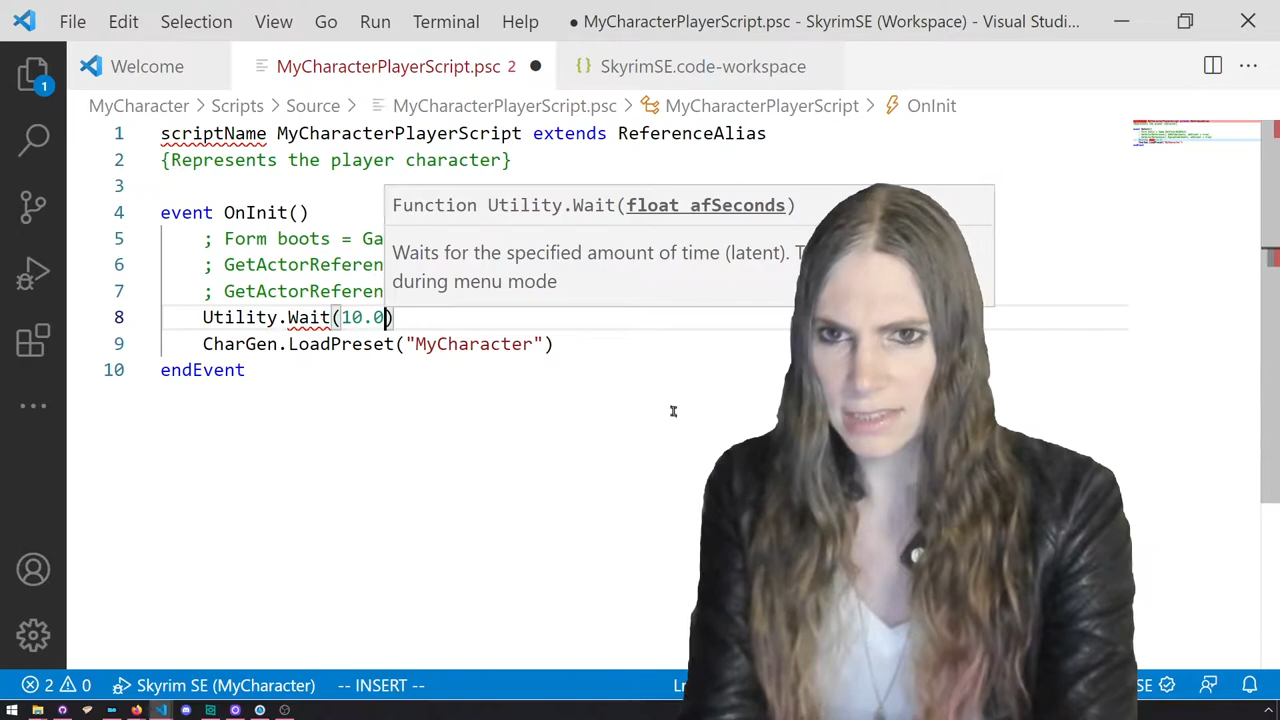 File Edit Selection View Go Run Terminal Help ● MyCharacterPlayerScript.psc - SkyrimSE (Workspace) - Visual Studi...
Welcome MyCharacterPlayerScript.psc 2 ● {} SkyrimSE.code-workspace ...
MyCharacter > Scripts > Source > MyCharacterPlayerScript.psc > MyCharacterPlayerScript > OnInit
1 scriptName MyCharacterPlayerScript extends ReferenceAlias
2 {Represents the player character}
3
Function Utility.Wait(float afSeconds)
4 event OnInit()
5 ; Form boots = Ga
Waits for the specified amount of time (latent).
during menu mode
6 ; GetActorReferen
7 ; GetActorReferen
8 Utility.Wait(10.0)
9 CharGen.LoadPreset("MyCharacter")
10 endEvent
1
2 0 Skyrim SE (MyCharacter) -- INSERT --